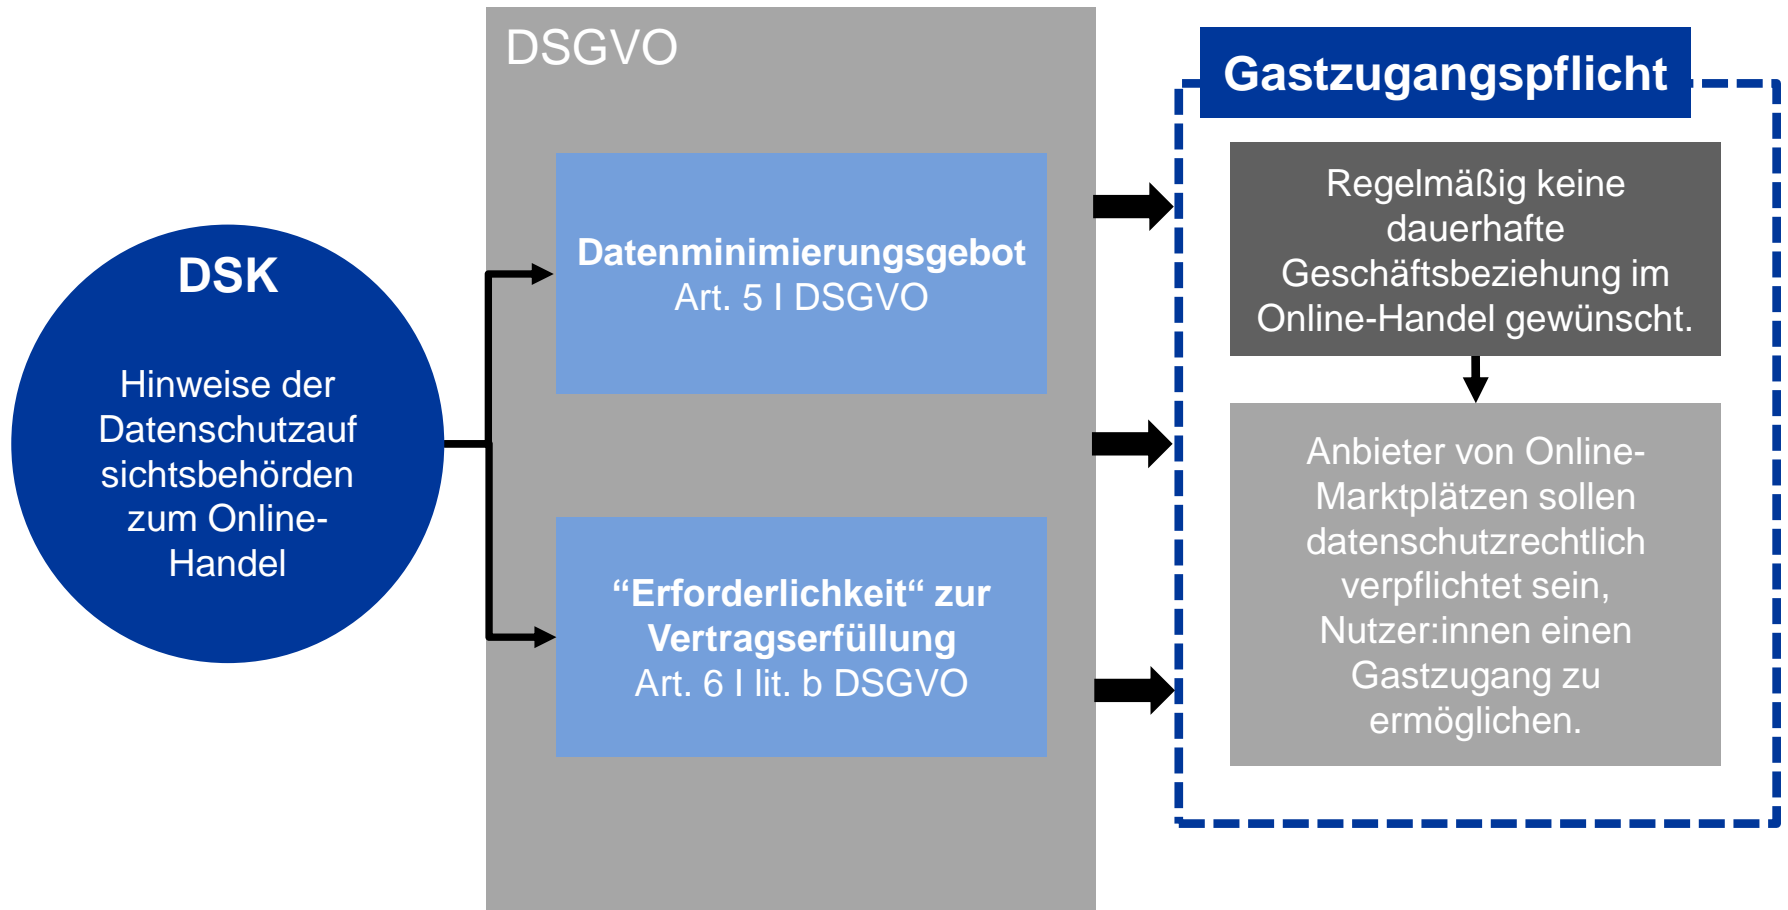 DSK
Hinweise der
Datenschutzauf
sichtsbehörden
zum Online-
Handel
DSGVO
Datenminimierungsgebot
Art. 5 I DSGVO
“Erforderlichkeit“ zur
Vertragserfüllung
Art. 6 I lit. b DSGVO
Gastzugangspflicht
Regelmäßig keine
dauerhafte
Geschäftsbeziehung im
Online-Handel gewünscht.
Anbieter von Online-
Marktplätzen sollen
datenschutzrechtlich
verpflichtet sein,
Nutzer:innen einen
Gastzugang zu
ermöglichen.